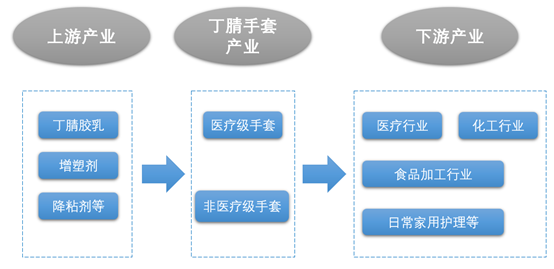 上游产业
丁腈手套
产业
下游产业
丁腈胶乳
增塑剂
降粘剂等
医疗级手套
非医疗级手套
医疗行业
化工行业
食品加工行业
日常家用护理等